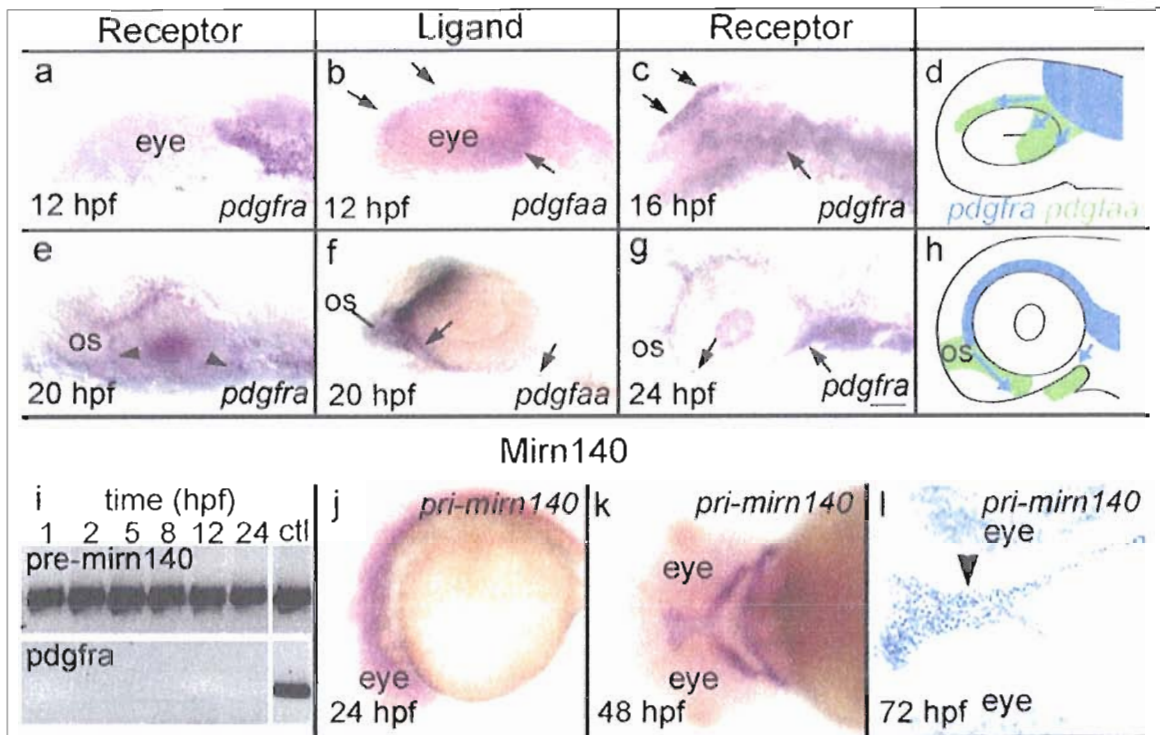 Receptor
Ligand
Receptor
a
eye
12 hpf
pdgfra
b
eye
12 hpf
pdgfaa
c
16 hpf
pdgfra
d
pdgfra pdgfaa
e
os
20 hpf
pdgfra
f
os
20 hpf
pdgfaa
g
os
24 hpf
pdgfra
h
os
Mirn140
i
time (hpf)
1 2 5 8 12 24 ctl
pre-mirn140
pdgfra
j
pri-mirn140
eye
24 hpf
k
pri-mirn140
eye
eye
48 hpf
l
pri-mirn140
eye
eye
72 hpf